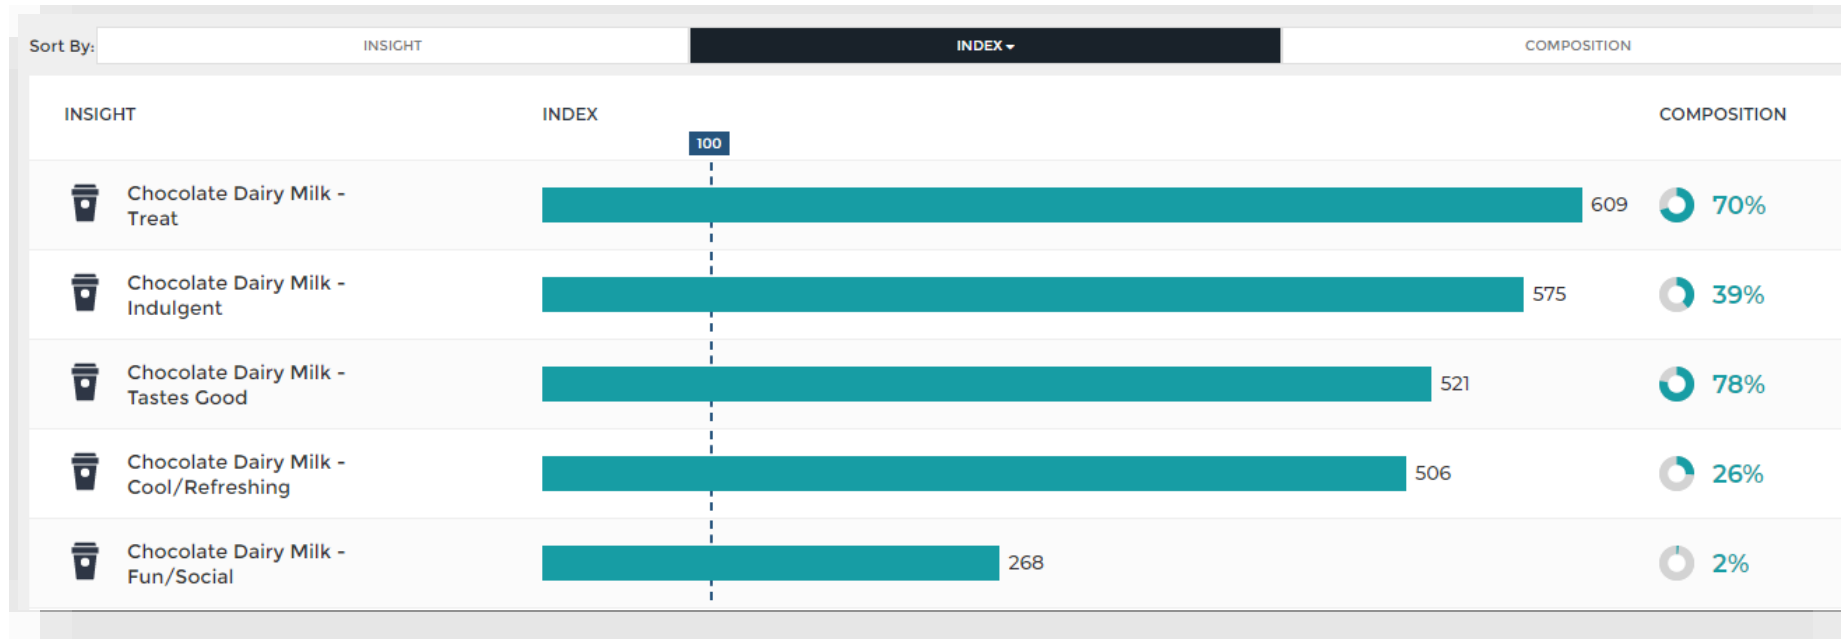 Sort By: INSIGHT INDEX COMPOSITION
INSIGHT INDEX COMPOSITION
100
Chocolate Dairy Milk -
Treat
609 70%
Chocolate Dairy Milk -
Indulgent
575 39%
Chocolate Dairy Milk -
Tastes Good
521 78%
Chocolate Dairy Milk -
Cool/Refreshing
506 26%
Chocolate Dairy Milk -
Fun/Social
268 2%